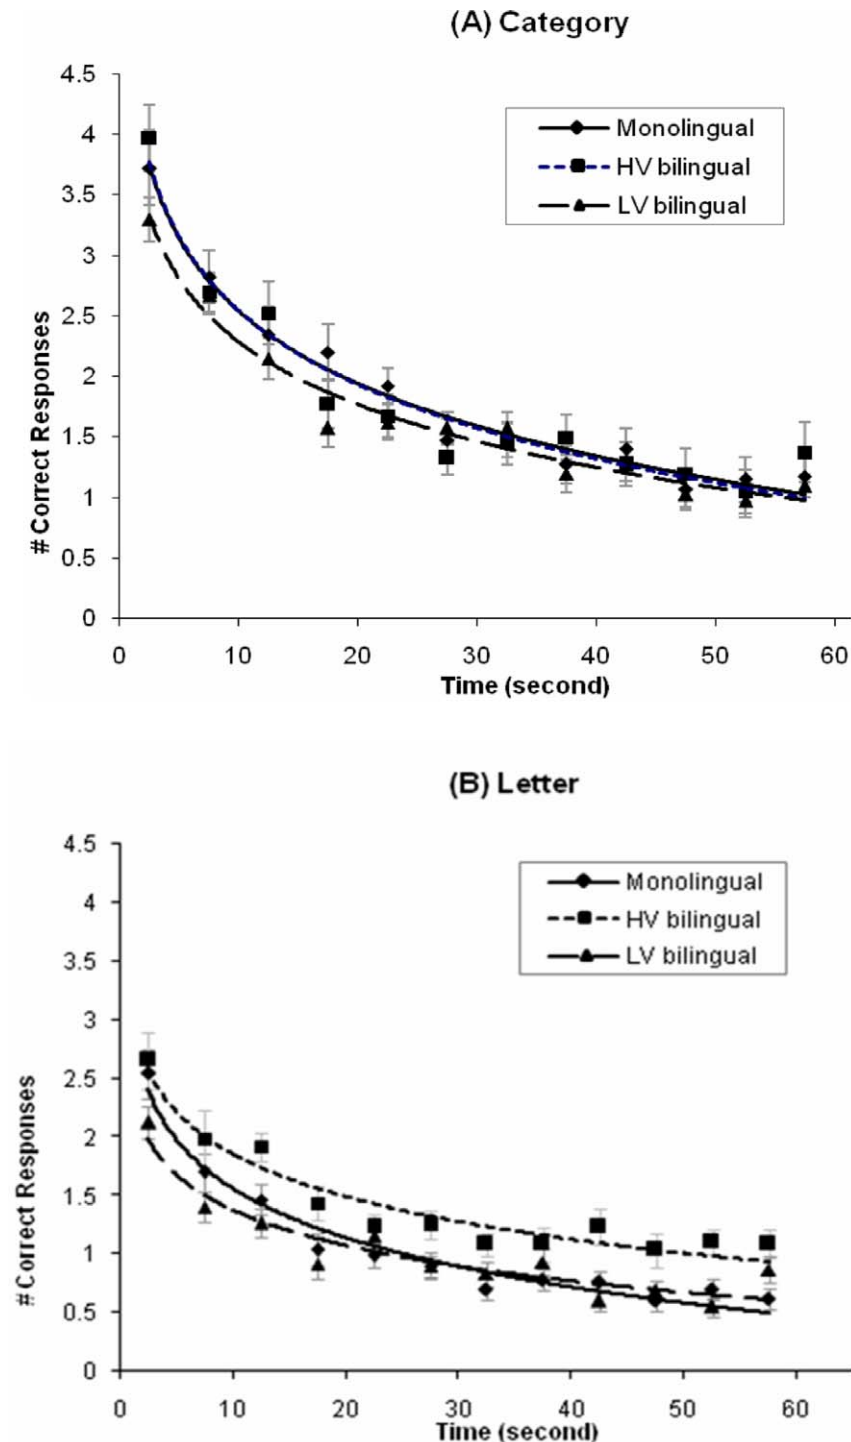 (A) Category
4.5
4
3.5
3
2.5
2
1.5
1
0.5
0
# Correct Responses
Monolingual
HV bilingual
LV bilingual
0 10 20 30 40 50 60
Time (second)
(B) Letter
4.5
4
3.5
3
2.5
2
1.5
1
0.5
0
# Correct Responses
Monolingual
HV bilingual
LV bilingual
0 10 20 30 40 50 60
Time (second)